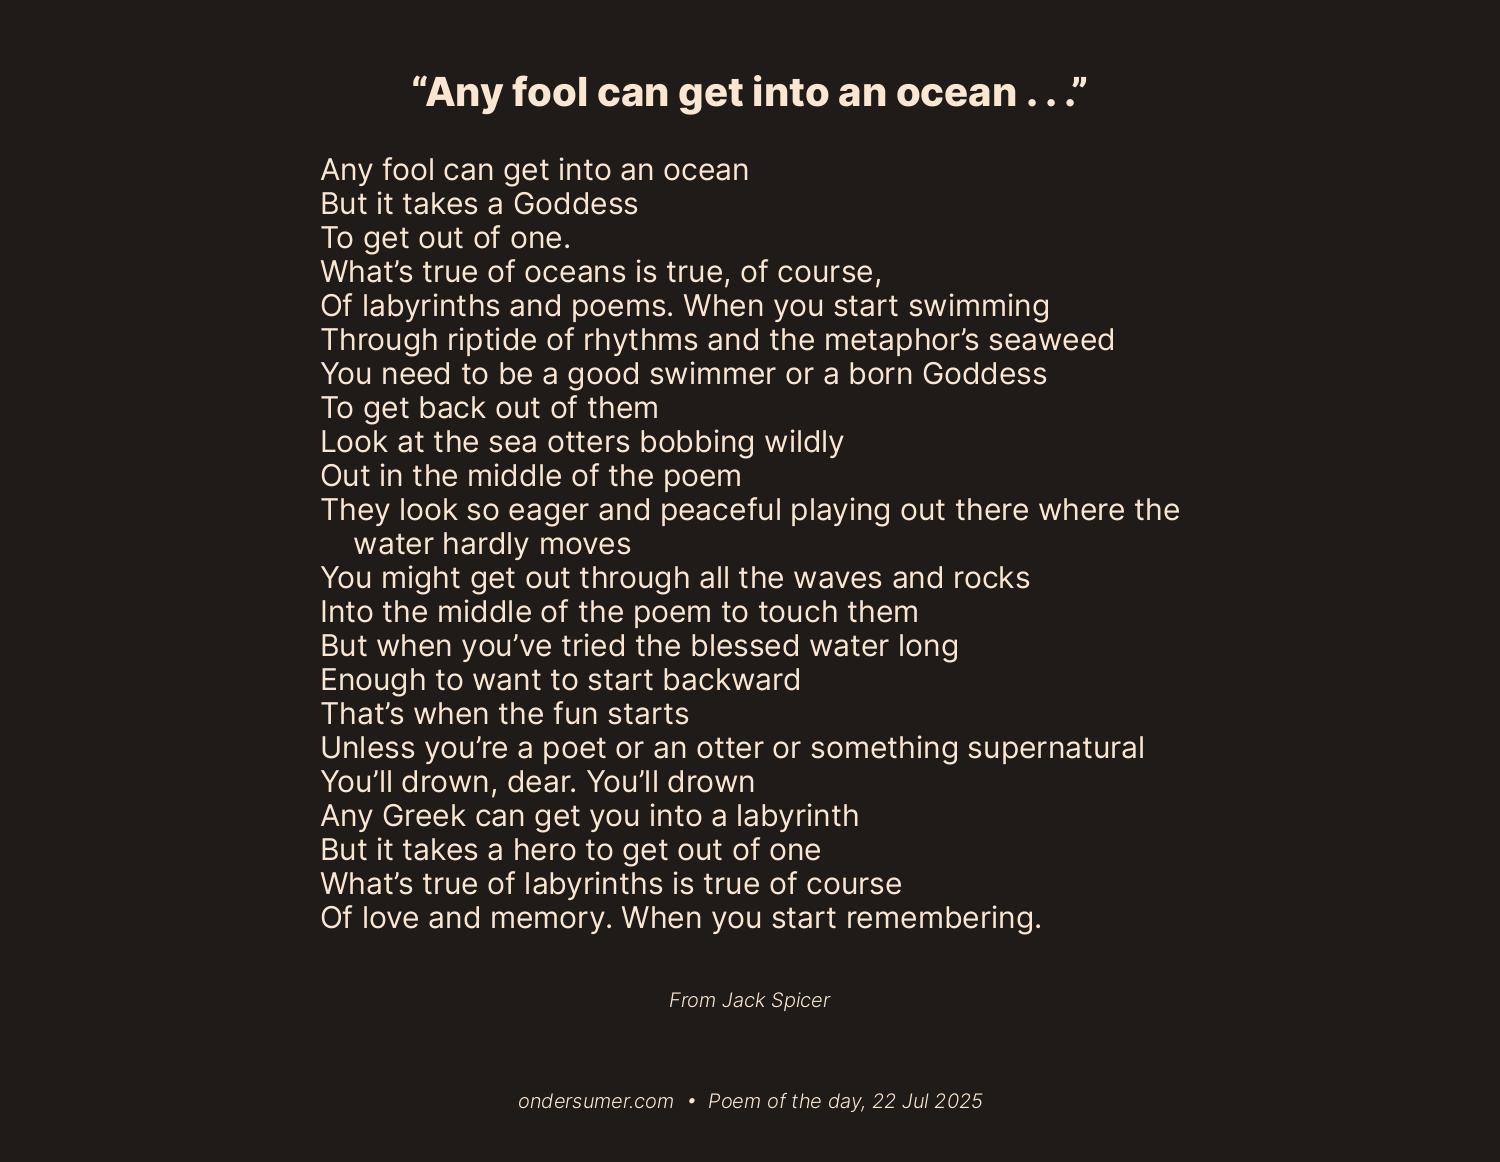 “Any fool can get into an ocean . . .”
Any fool can get into an ocean
But it takes a Goddess
To get out of one.
What’s true of oceans is true, of course,
Of labyrinths and poems. When you start swimming
Through riptide of rhythms and the metaphor’s seaweed
You need to be a good swimmer or a born Goddess
To get back out of them
Look at the sea otters bobbing wildly
Out in the middle of the poem
They look so eager and peaceful playing out there where the
water hardly moves
You might get out through all the waves and rocks
Into the middle of the poem to touch them
But when you’ve tried the blessed water long
Enough to want to start backward
That’s when the fun starts
Unless you’re a poet or an otter or something supernatural
You’ll drown, dear. You’ll drown
Any Greek can get you into a labyrinth
But it takes a hero to get out of one
What’s true of labyrinths is true of course
Of love and memory. When you start remembering.
From Jack Spicer
ondersumer.com • Poem of the day, 22 Jul 2025